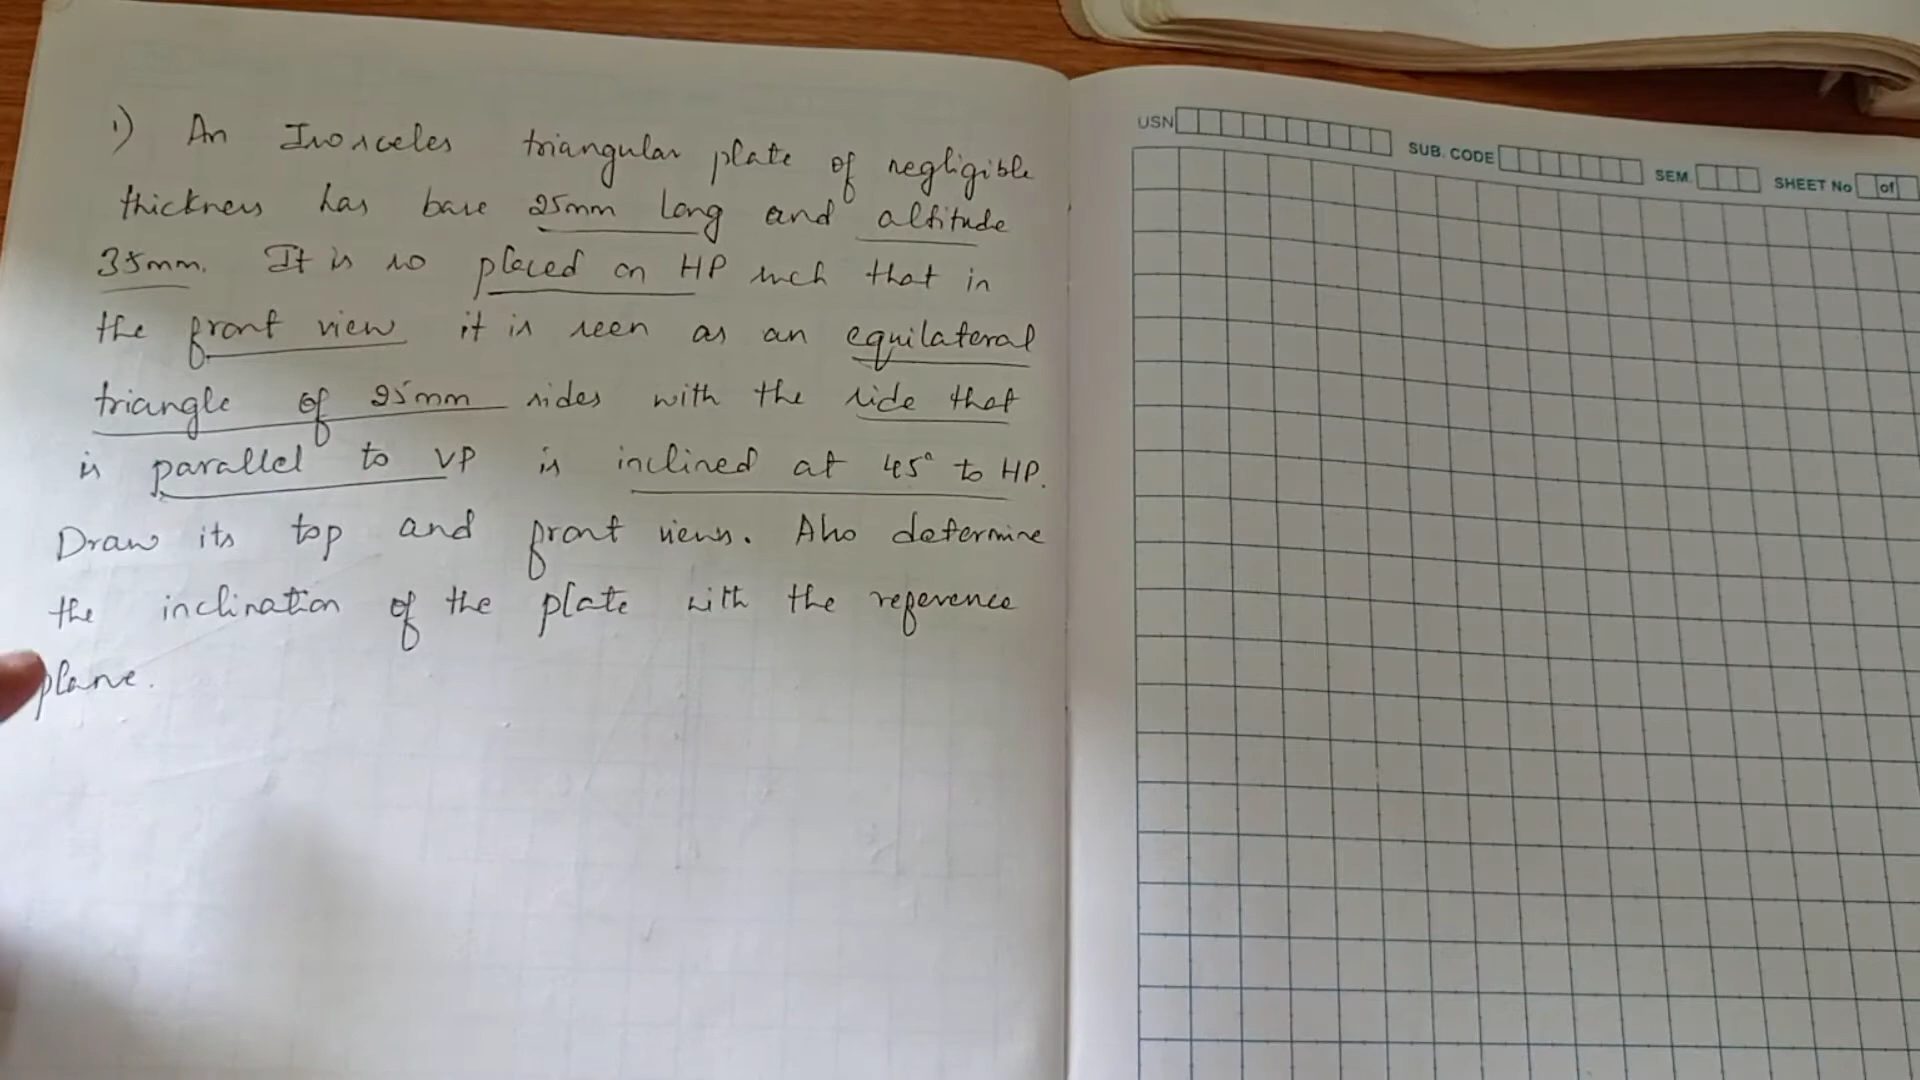 1) An Isosceles triangular plate of negligible
thickness has base 25mm long and altitude
35mm. It is so placed on HP such that in
the front view it is seen as an equilateral
triangle of 25mm sides with the side that
is parallel to VP is inclined at 45° to HP.
Draw its top and front views. Also determine
the inclination of the plate with the reference
plane.
USN
SUB. CODE
SEM.
SHEET No of